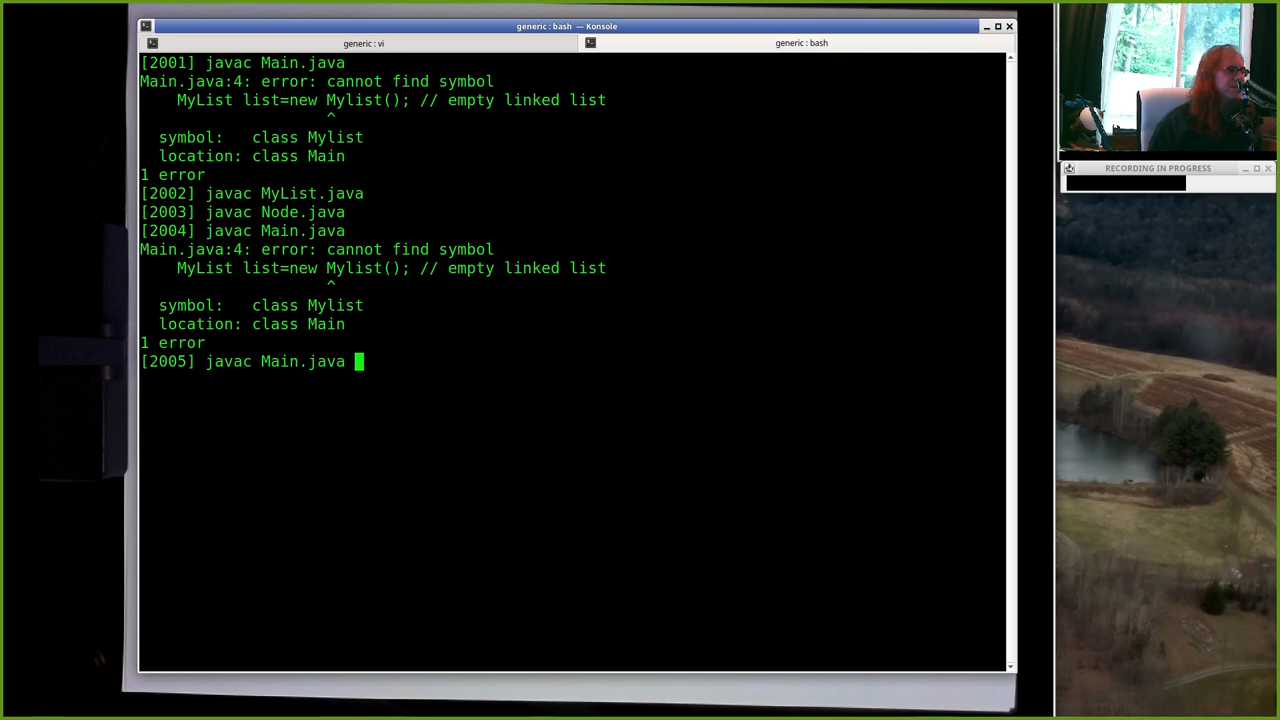 generic : bash — Konsole
generic : vi
generic : bash
[2001] javac Main.java
Main.java:4: error: cannot find symbol
    MyList list=new Mylist(); // empty linked list
                    ^
  symbol:   class Mylist
  location: class Main
1 error
[2002] javac MyList.java
[2003] javac Node.java
[2004] javac Main.java
Main.java:4: error: cannot find symbol
    MyList list=new Mylist(); // empty linked list
                    ^
  symbol:   class Mylist
  location: class Main
1 error
[2005] javac Main.java
RECORDING IN PROGRESS